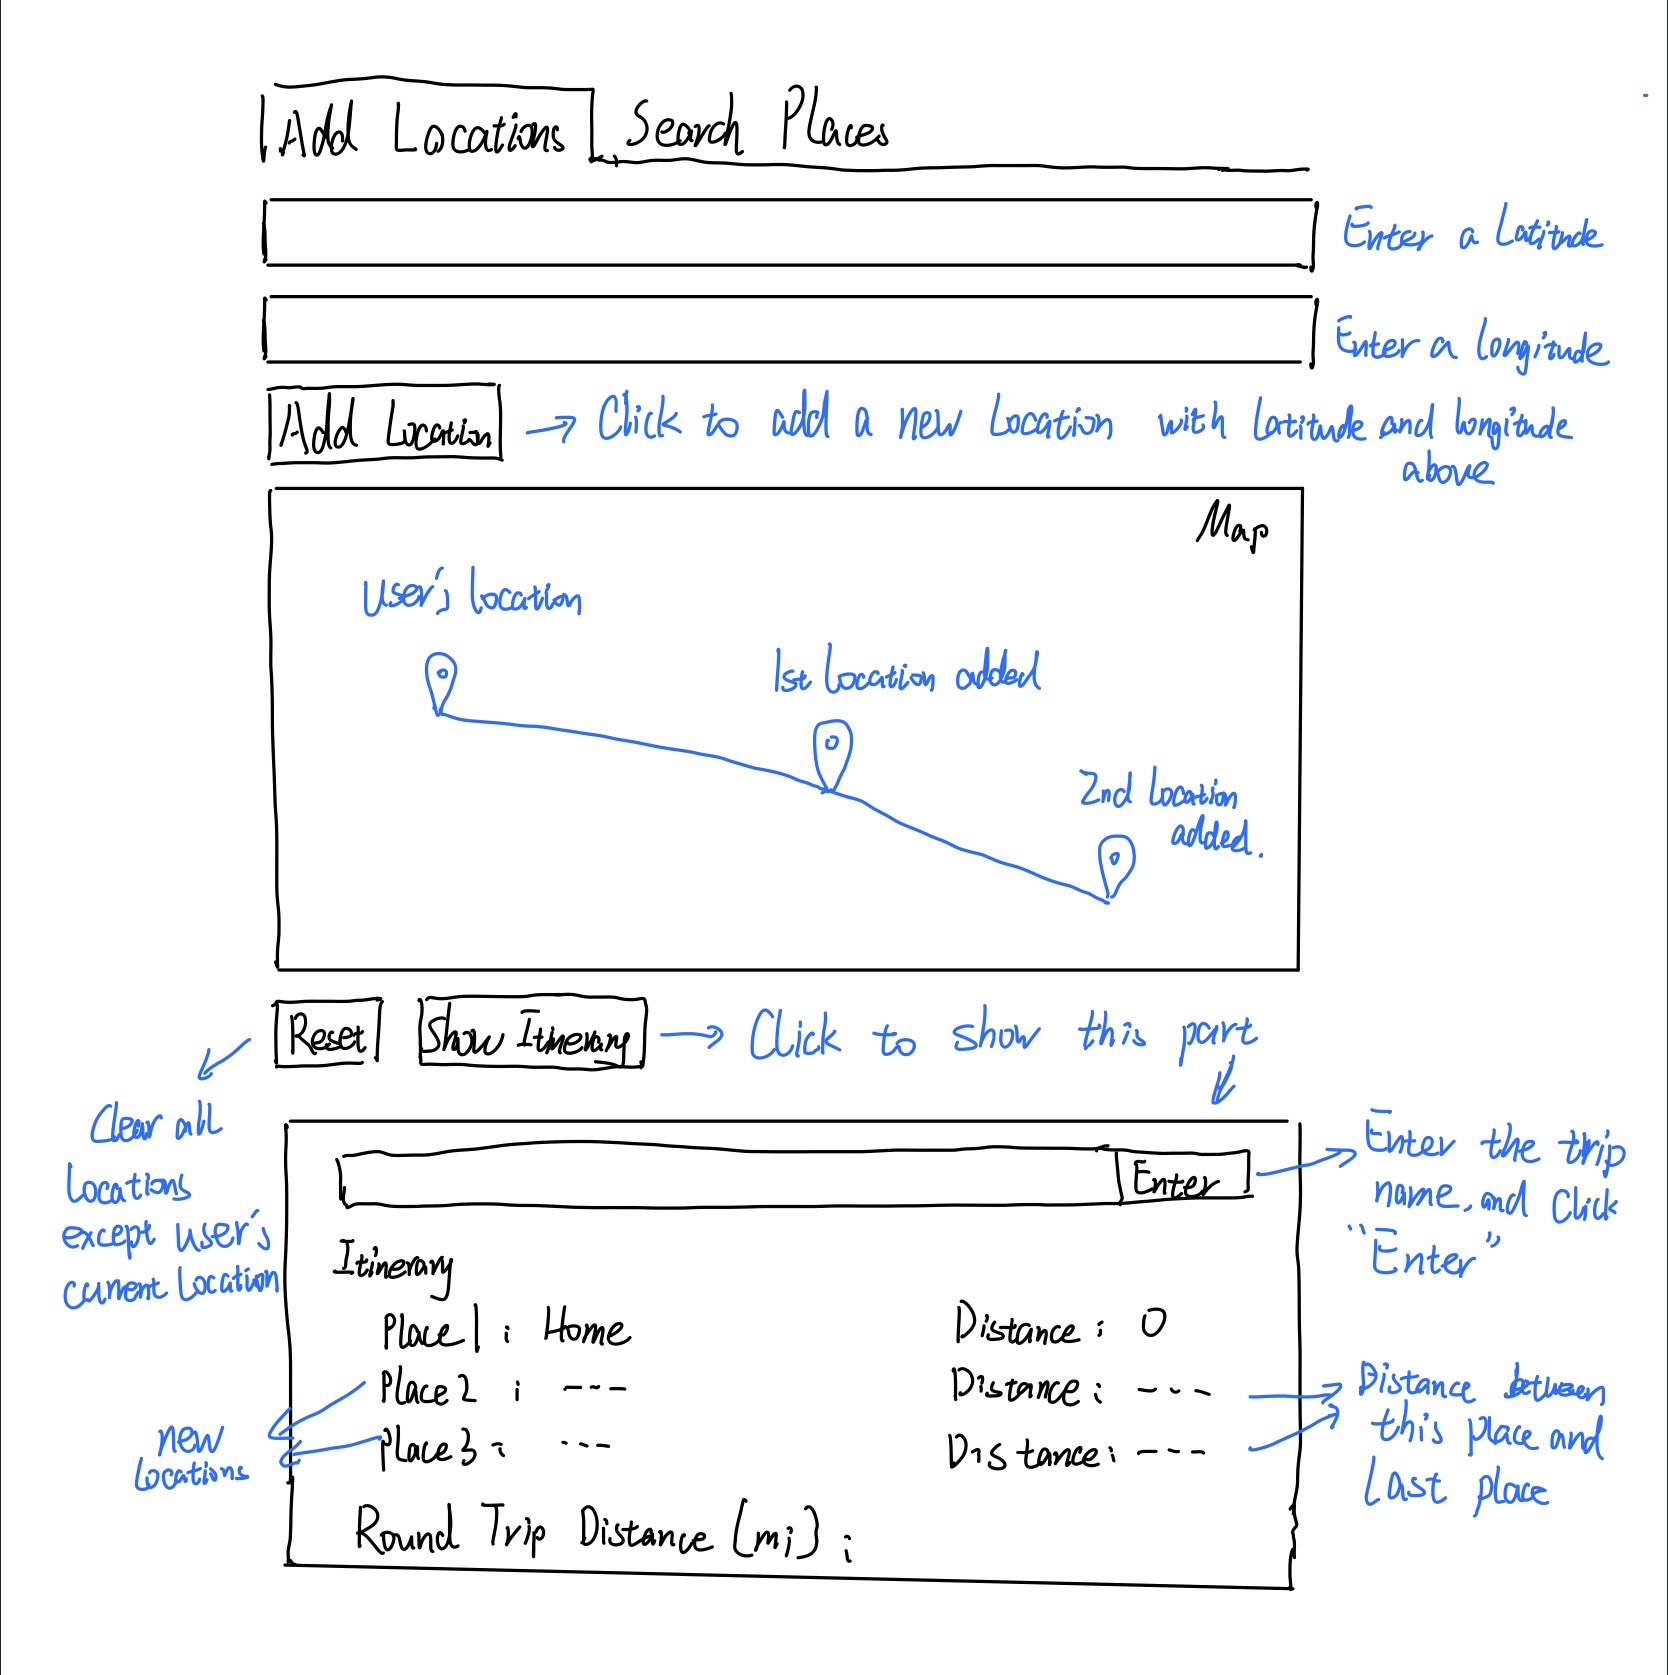 Add Locations Search Places
Enter a Latitude
Enter a longitude
Add Location → Click to add a new Location with latitude and longitude
above
Map
User's location
1st Location added
2nd Location
added.
Reset Show Itinerary → Click to show this part
Clear all
locations
except user's
current location
Enter
Enter the trip
name, and click
"Enter"
Itinerary
Place 1 : Home Distance : 0
Place 2 : --- Distance : ---
Place 3 : --- Distance : ---
new
locations
Distance between
this place and
Last place
Round Trip Distance (mi) :